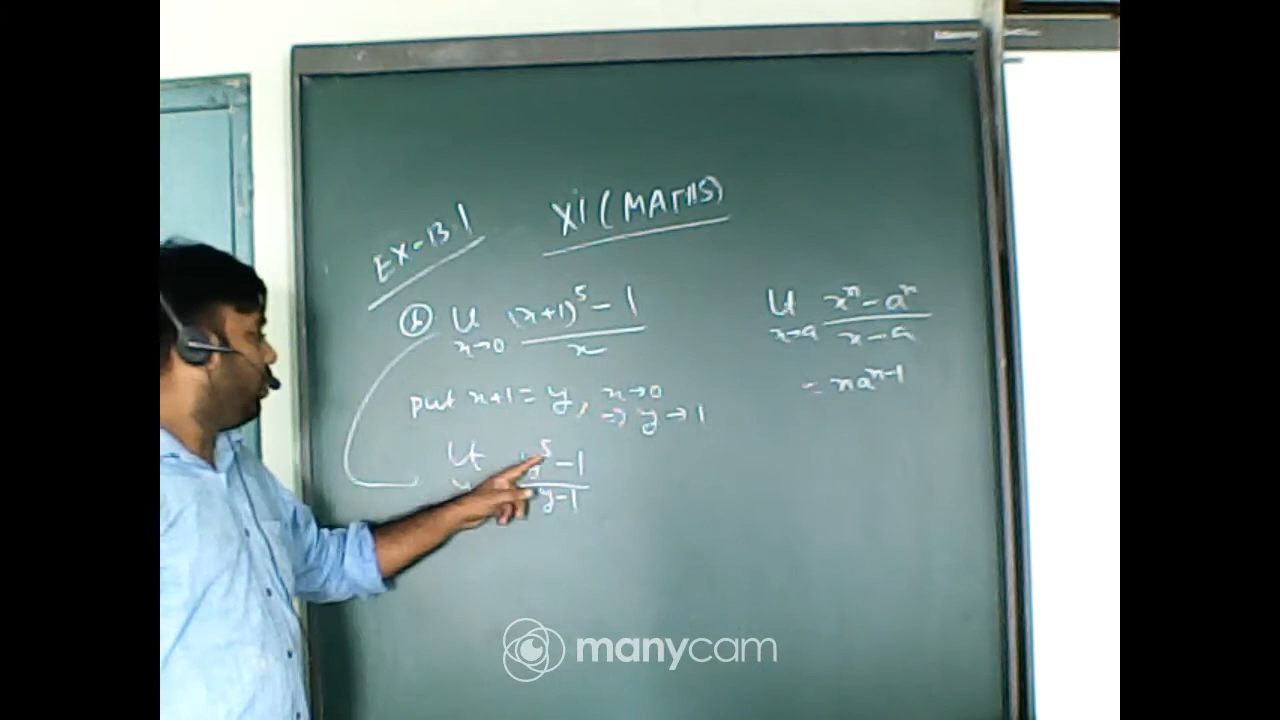 XI (MATHS)
EX-13.1
⑥ Lt (x+1)⁵ - 1
x→0 x
put x+1 = y, x→0
⇒ y→1
Lt y⁵ - 1
y-1
Lt xⁿ - aⁿ
x→a x-a
= naⁿ⁻¹
manycam